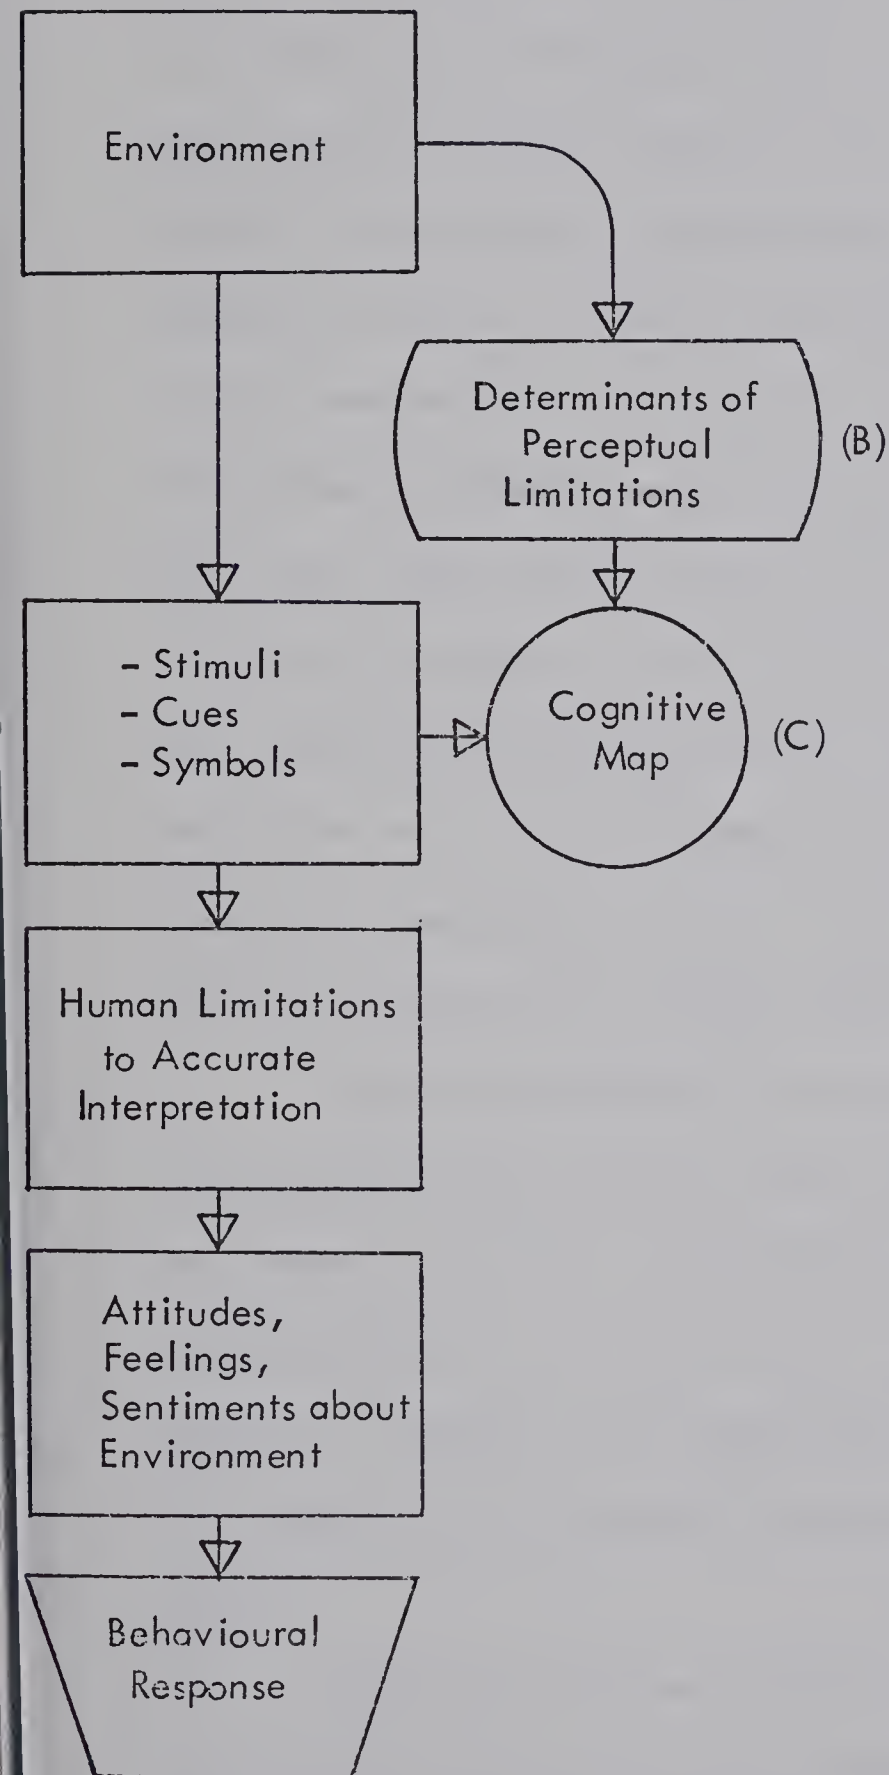 Environment
Determinants of
Perceptual
Limitations
(B)
- Stimuli
- Cues
- Symbols
Cognitive
Map
(C)
Human Limitations
to Accurate
Interpretation
Attitudes,
Feelings,
Sentiments about
Environment
Behavioural
Response